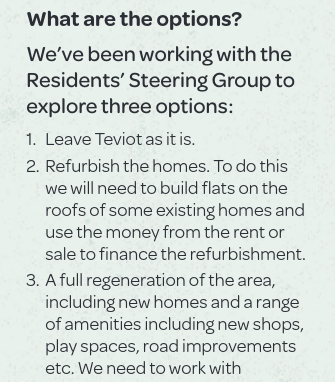 What are the options?
We’ve been working with the
Residents’ Steering Group to
explore three options:
1. Leave Teviot as it is.
2. Refurbish the homes. To do this
we will need to build flats on the
roofs of some existing homes and
use the money from the rent or
sale to finance the refurbishment.
3. A full regeneration of the area,
including new homes and a range
of amenities including new shops,
play spaces, road improvements
etc. We need to work with